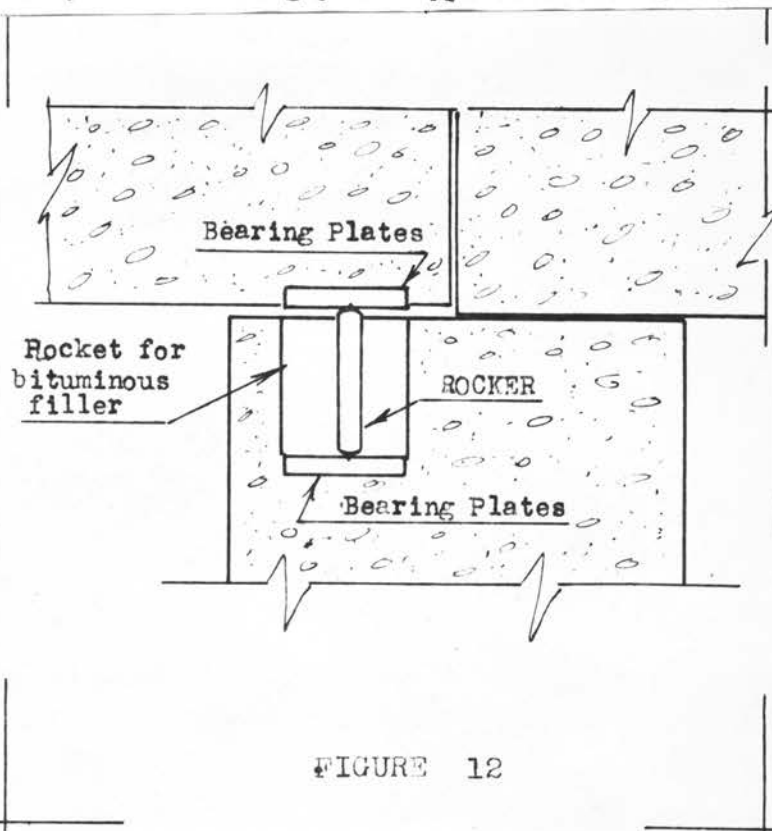 Bearing Plates
Rocket for
bituminous
filler
ROCKER
Bearing Plates
FIGURE 12